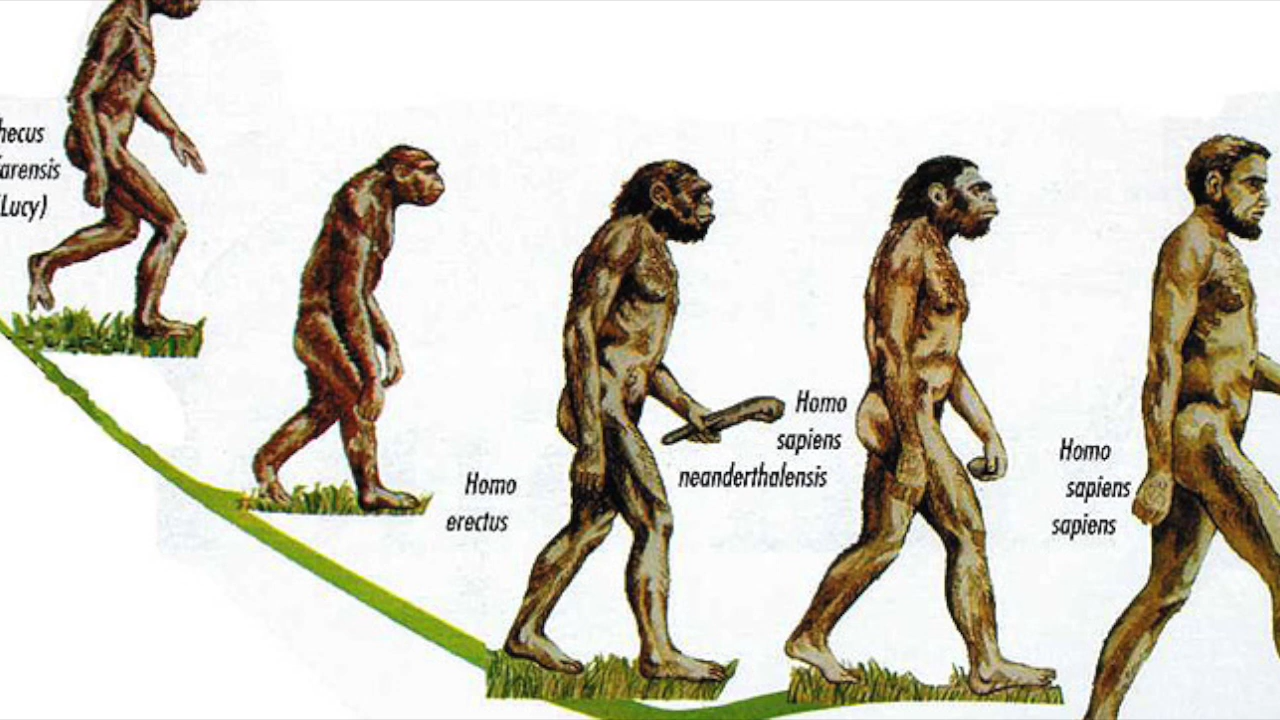 hecus
arensis
(Lucy)
Homo
erectus
Homo
sapiens
neanderthalensis
Homo
sapiens
sapiens